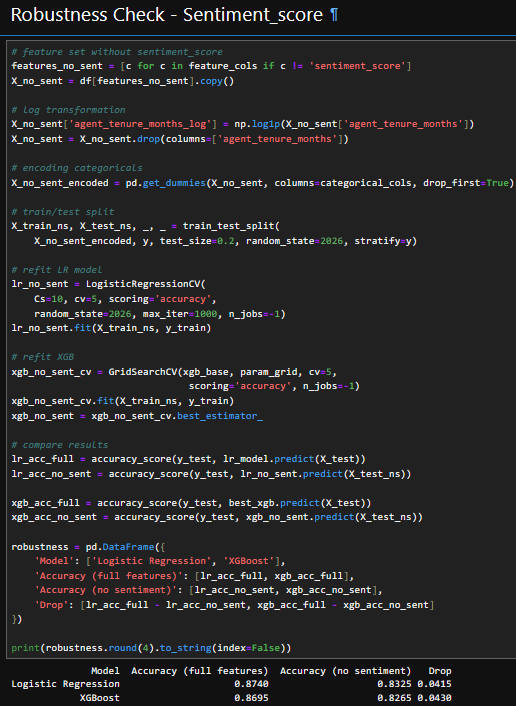 Robustness Check - Sentiment_score ¶
# feature set without sentiment_score
features_no_sent = [c for c in feature_cols if c != 'sentiment_score']
X_no_sent = df[features_no_sent].copy()
# log transformation
X_no_sent['agent_tenure_months_log'] = np.log1p(X_no_sent['agent_tenure_months'])
X_no_sent = X_no_sent.drop(columns=['agent_tenure_months'])
# encoding categoricals
X_no_sent_encoded = pd.get_dummies(X_no_sent, columns=categorical_cols, drop_first=True)
# train/test split
X_train_ns, X_test_ns, _, _ = train_test_split(
    X_no_sent_encoded, y, test_size=0.2, random_state=2026, stratify=y)
# refit LR model
lr_no_sent = LogisticRegressionCV(
    Cs=10, cv=5, scoring='accuracy',
    random_state=2026, max_iter=1000, n_jobs=-1)
lr_no_sent.fit(X_train_ns, y_train)
# refit XGB
xgb_no_sent_cv = GridSearchCV(xgb_base, param_grid, cv=5,
                              scoring='accuracy', n_jobs=-1)
xgb_no_sent_cv.fit(X_train_ns, y_train)
xgb_no_sent = xgb_no_sent_cv.best_estimator_
# compare results
lr_acc_full = accuracy_score(y_test, lr_model.predict(X_test))
lr_acc_no_sent = accuracy_score(y_test, lr_no_sent.predict(X_test_ns))
xgb_acc_full = accuracy_score(y_test, best_xgb.predict(X_test))
xgb_acc_no_sent = accuracy_score(y_test, xgb_no_sent.predict(X_test_ns))
robustness = pd.DataFrame({
    'Model': ['Logistic Regression', 'XGBoost'],
    'Accuracy (full features)': [lr_acc_full, xgb_acc_full],
    'Accuracy (no sentiment)': [lr_acc_no_sent, xgb_acc_no_sent],
    'Drop': [lr_acc_full - lr_acc_no_sent, xgb_acc_full - xgb_acc_no_sent]
})
print(robustness.round(4).to_string(index=False))
Model Accuracy (full features) Accuracy (no sentiment) Drop
Logistic Regression 0.8740 0.8325 0.0415
XGBoost 0.8695 0.8265 0.0430